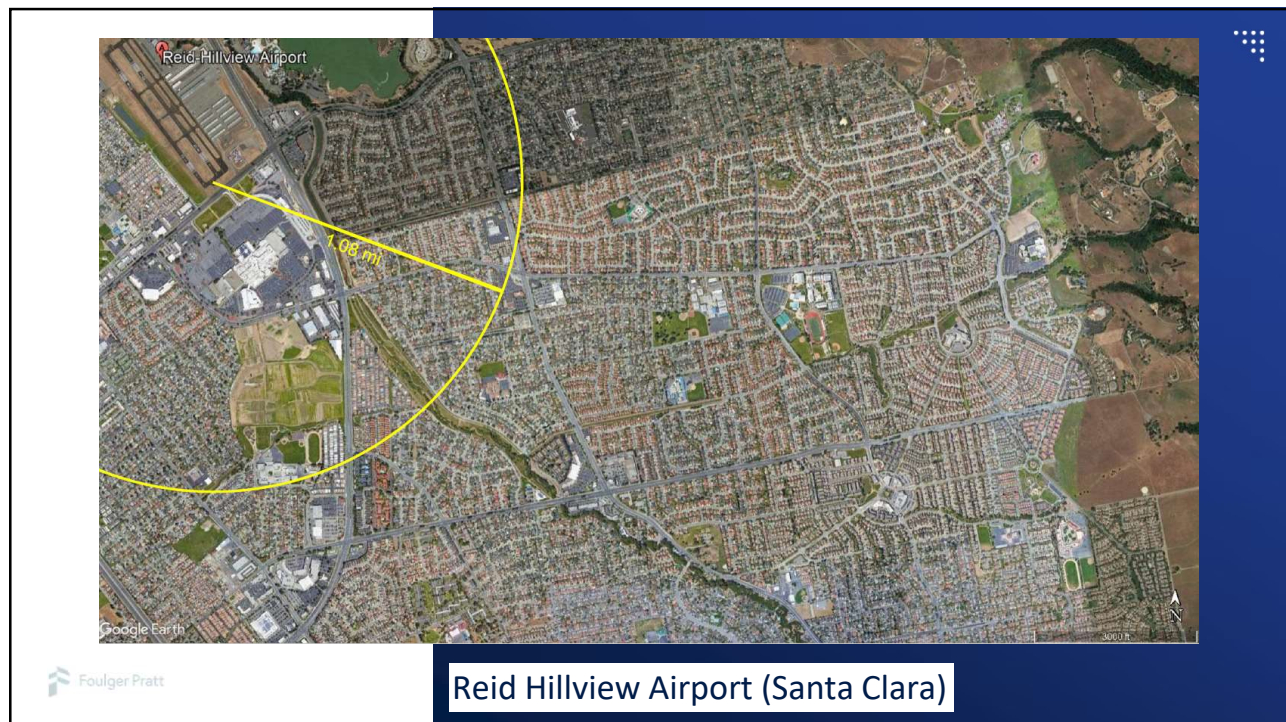 Reid-Hillview Airport
1.08 mi
Google Earth
N
3000 ft
Foulger Pratt
Reid Hillview Airport (Santa Clara)